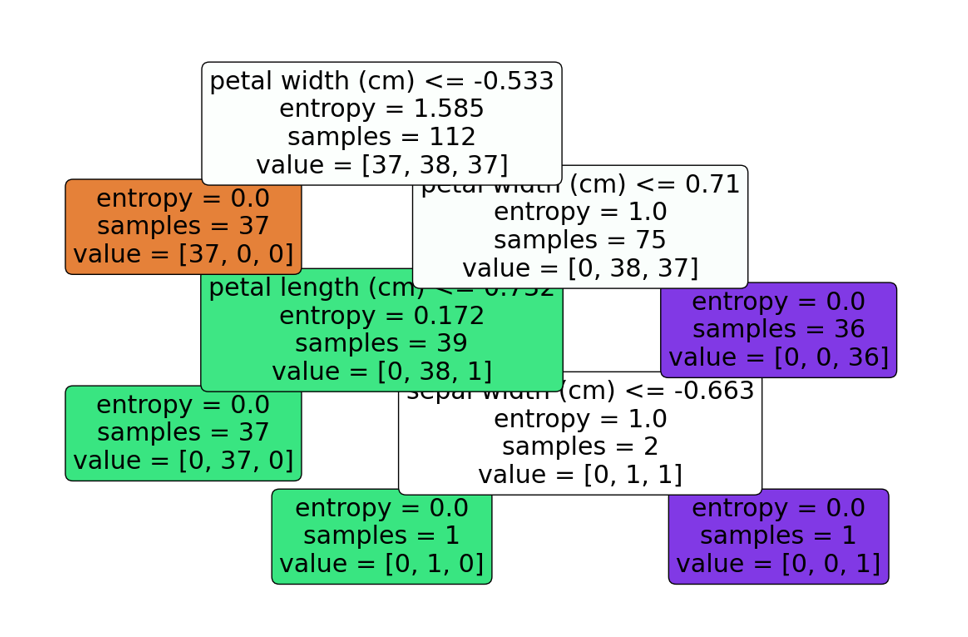 petal width (cm) <= -0.533
entropy = 1.585
samples = 112
value = [37, 38, 37]
entropy = 0.0
samples = 37
value = [37, 0, 0]
petal width (cm) <= 0.71
entropy = 1.0
samples = 75
value = [0, 38, 37]
petal length (cm) <= 0.732
entropy = 0.172
samples = 39
value = [0, 38, 1]
entropy = 0.0
samples = 36
value = [0, 0, 36]
entropy = 0.0
samples = 37
value = [0, 37, 0]
sepal width (cm) <= -0.663
entropy = 1.0
samples = 2
value = [0, 1, 1]
entropy = 0.0
samples = 1
value = [0, 1, 0]
entropy = 0.0
samples = 1
value = [0, 0, 1]